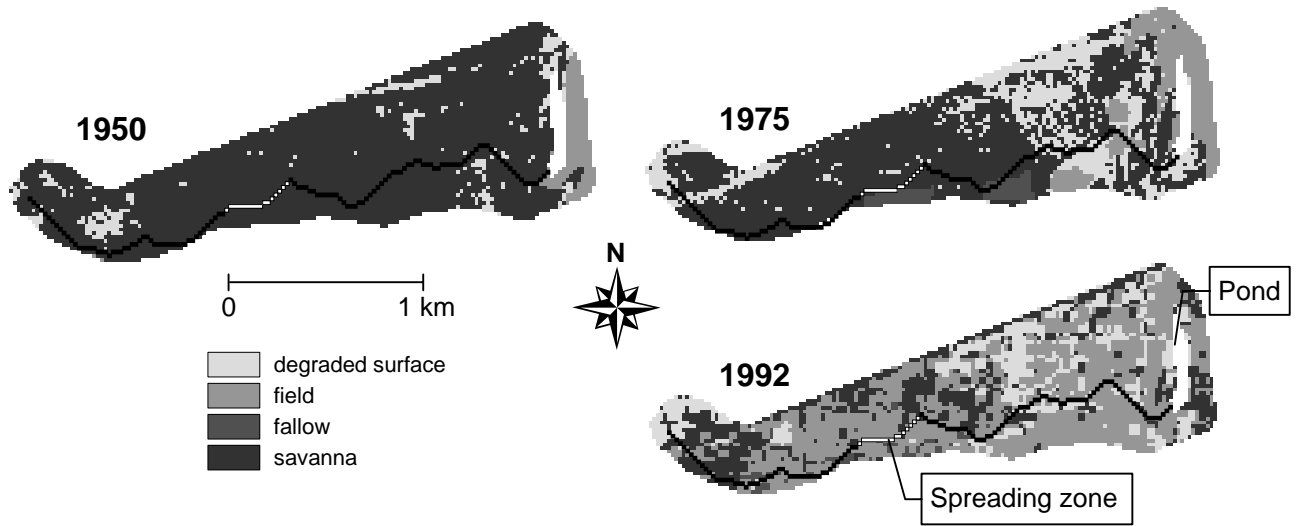 1950
1975
N
0
1 km
Pond
degraded surface
field
fallow
savanna
1992
Spreading zone